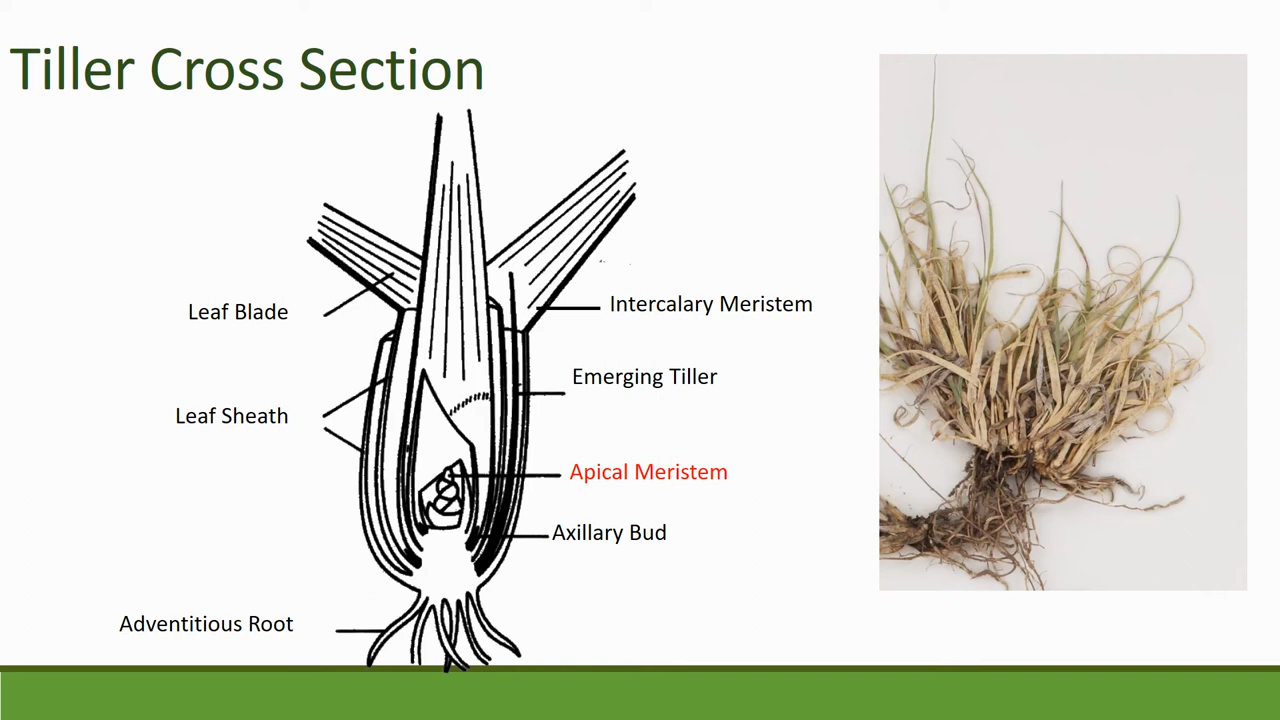 Tiller Cross Section
Leaf Blade
Intercalary Meristem
Emerging Tiller
Leaf Sheath
Apical Meristem
Axillary Bud
Adventitious Root